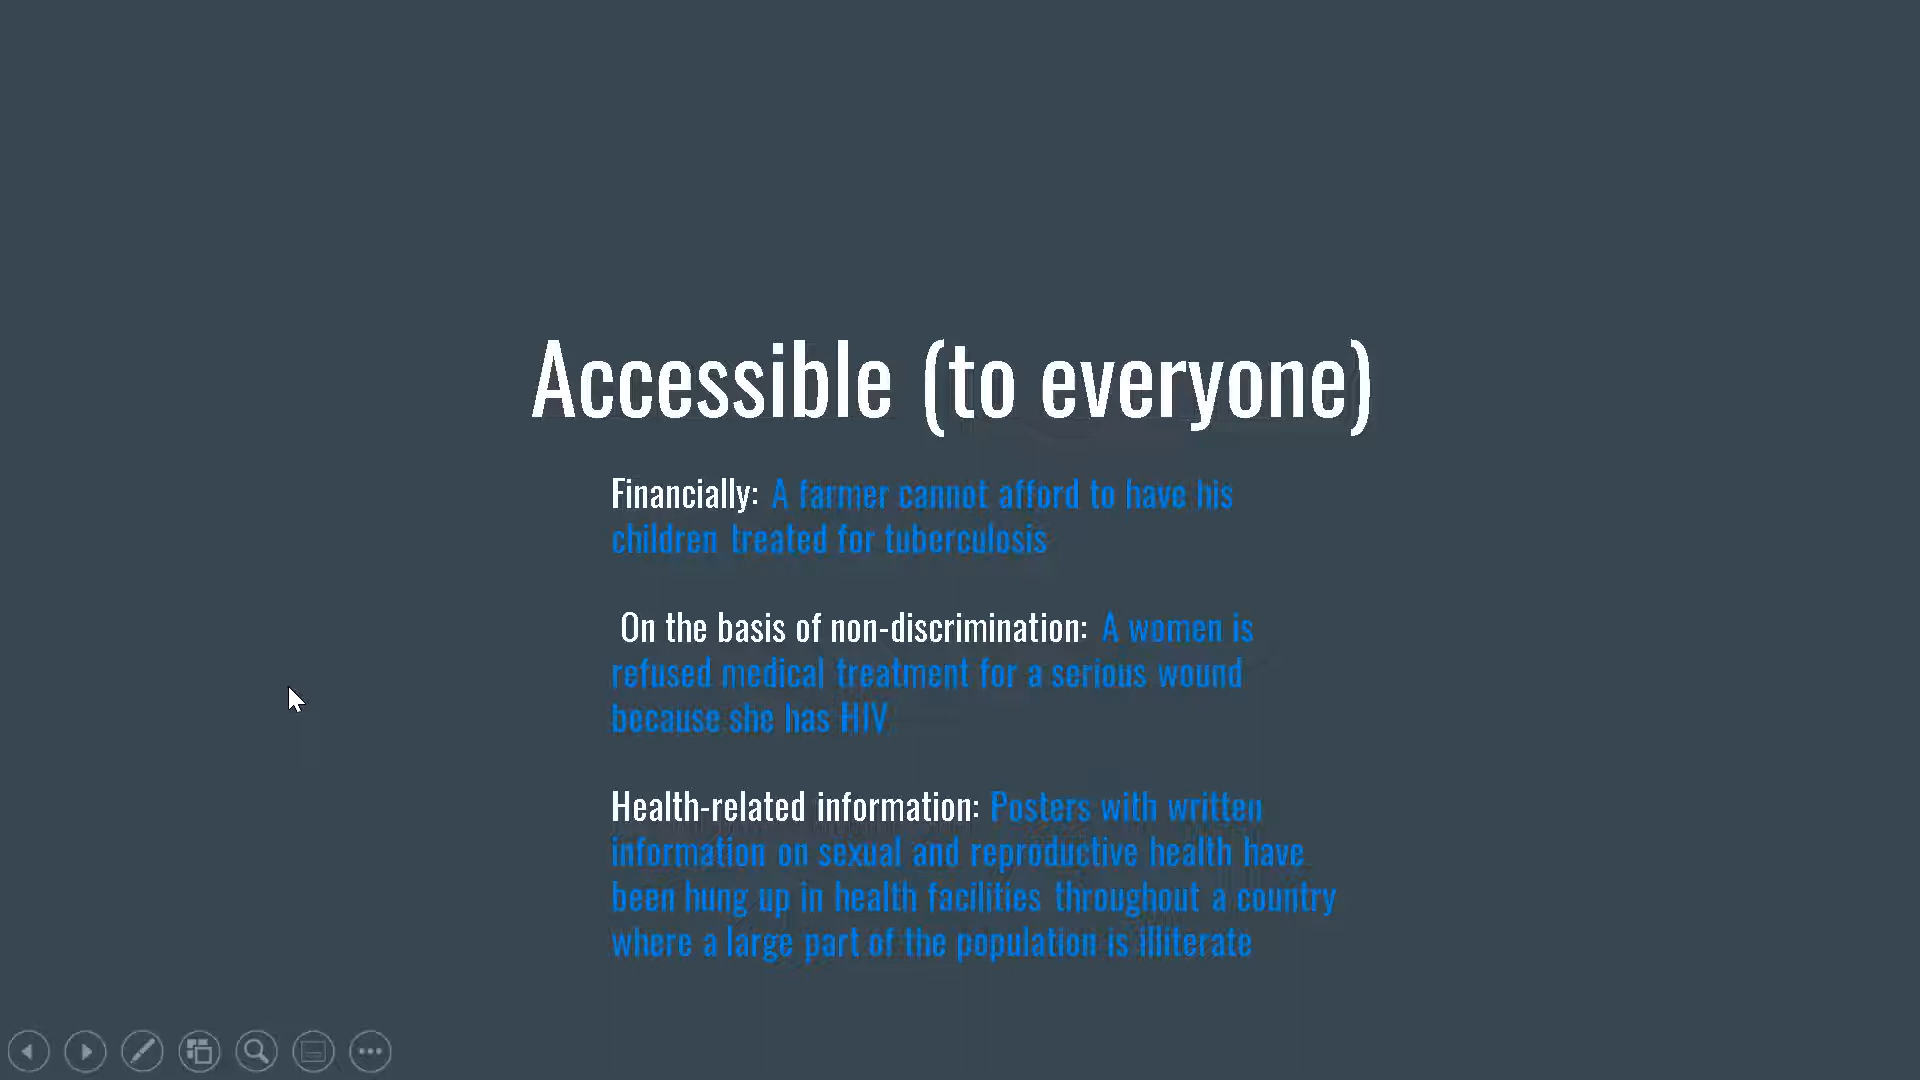 Accessible (to everyone)
Financially: A farmer cannot afford to have his
children treated for tuberculosis
On the basis of non-discrimination: A women is
refused medical treatment for a serious wound
because she has HIV
Health-related information: Posters with written
information on sexual and reproductive health have
been hung up in health facilities throughout a country
where a large part of the population is illiterate